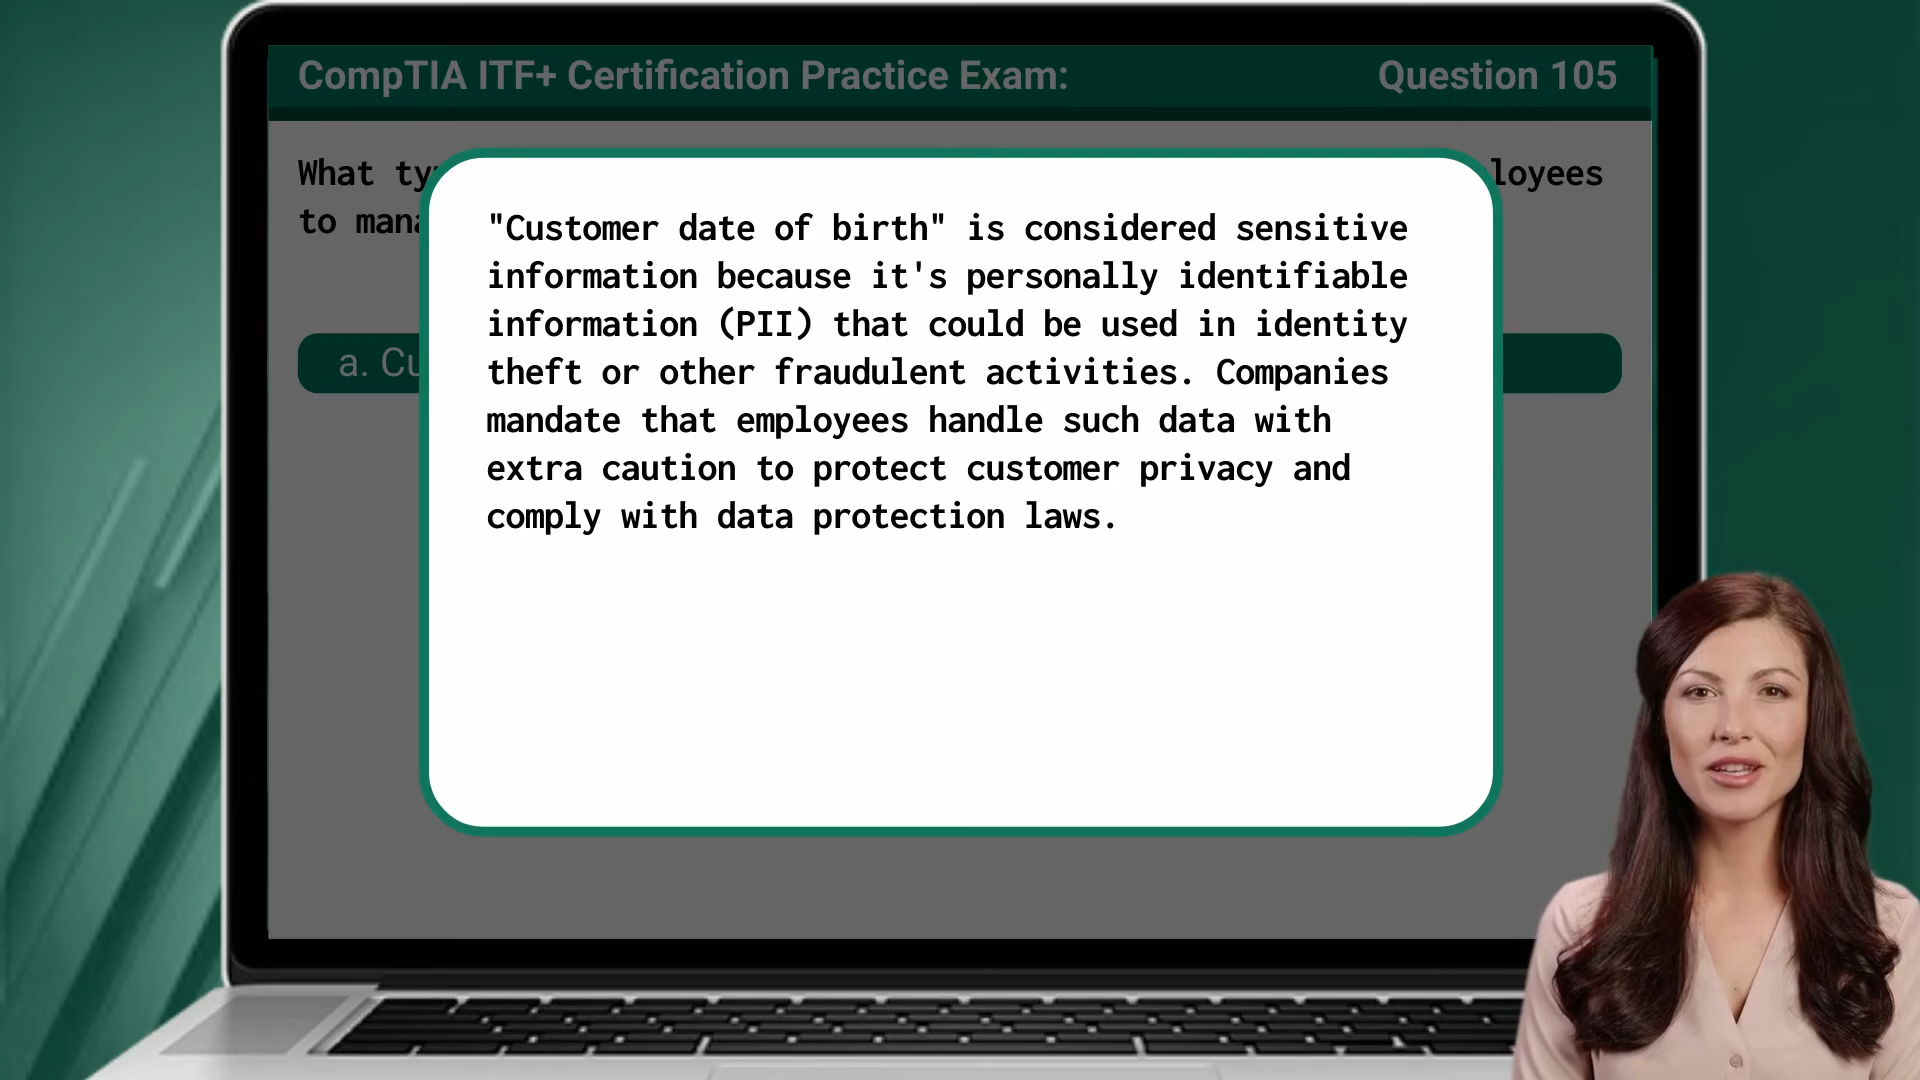 CompTIA ITF+ Certification Practice Exam: Question 105
What loyees
to
"Customer date of birth" is considered sensitive
information because it's personally identifiable
information (PII) that could be used in identity
theft or other fraudulent activities. Companies
mandate that employees handle such data with
extra caution to protect customer privacy and
comply with data protection laws.
a. Cu